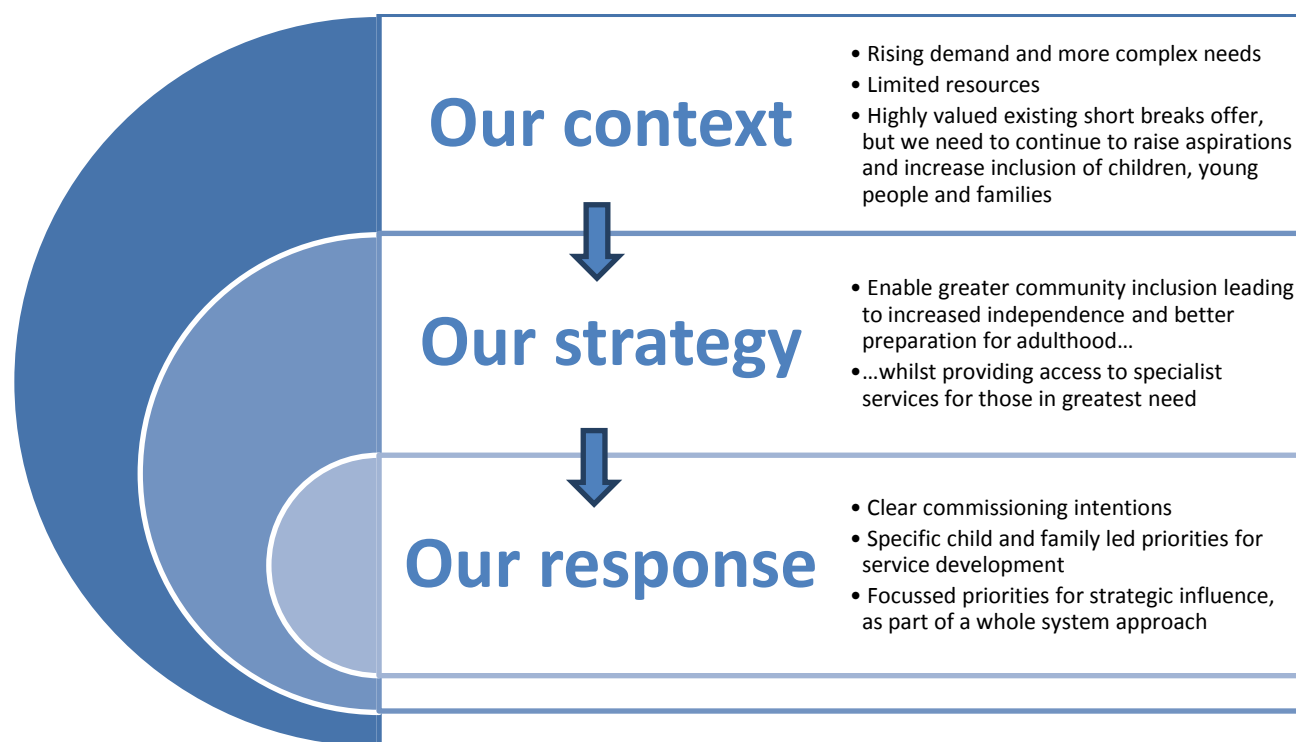 Our context
• Rising demand and more complex needs
• Limited resources
• Highly valued existing short breaks offer,
but we need to continue to raise aspirations
and increase inclusion of children, young
people and families
Our strategy
• Enable greater community inclusion leading
to increased independence and better
preparation for adulthood…
•…whilst providing access to specialist
services for those in greatest need
Our response
• Clear commissioning intentions
• Specific child and family led priorities for
service development
• Focussed priorities for strategic influence,
as part of a whole system approach